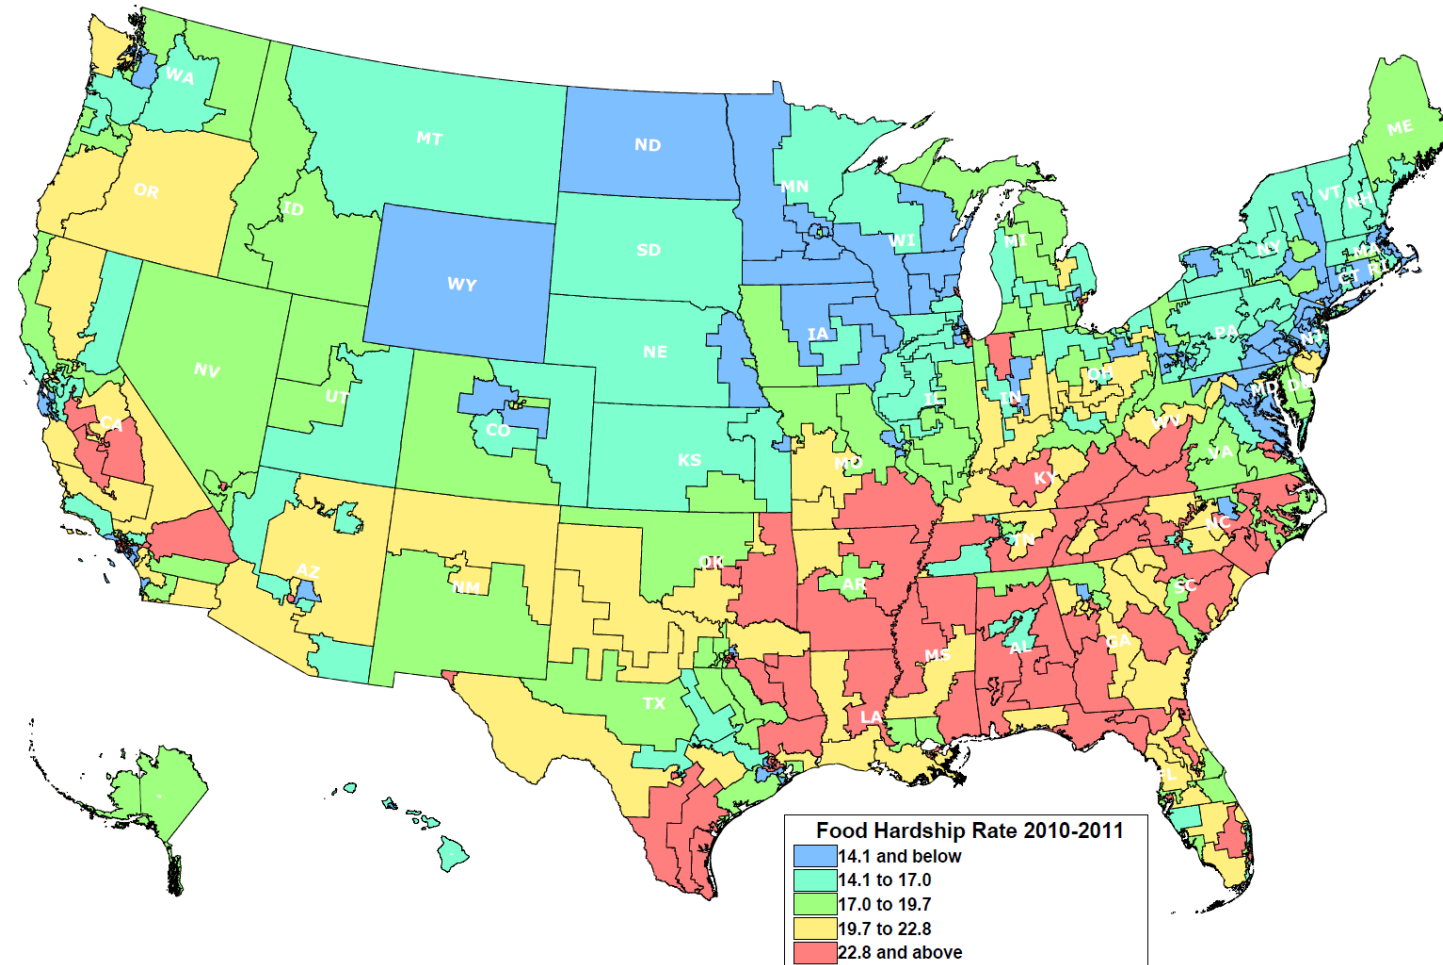 WA
MT
ND
MN
ME
OR
ID
SD
WI
MI
VT
NH
NY
MA
CT
RI
WY
NV
UT
NE
IA
PA
NJ
CO
KS
IL
IN
OH
MD
DE
CA
MO
KY
WV
VA
AZ
NM
OK
AR
TN
NC
SC
TX
LA
MS
AL
GA
FL
Food Hardship Rate 2010-2011
14.1 and below
14.1 to 17.0
17.0 to 19.7
19.7 to 22.8
22.8 and above